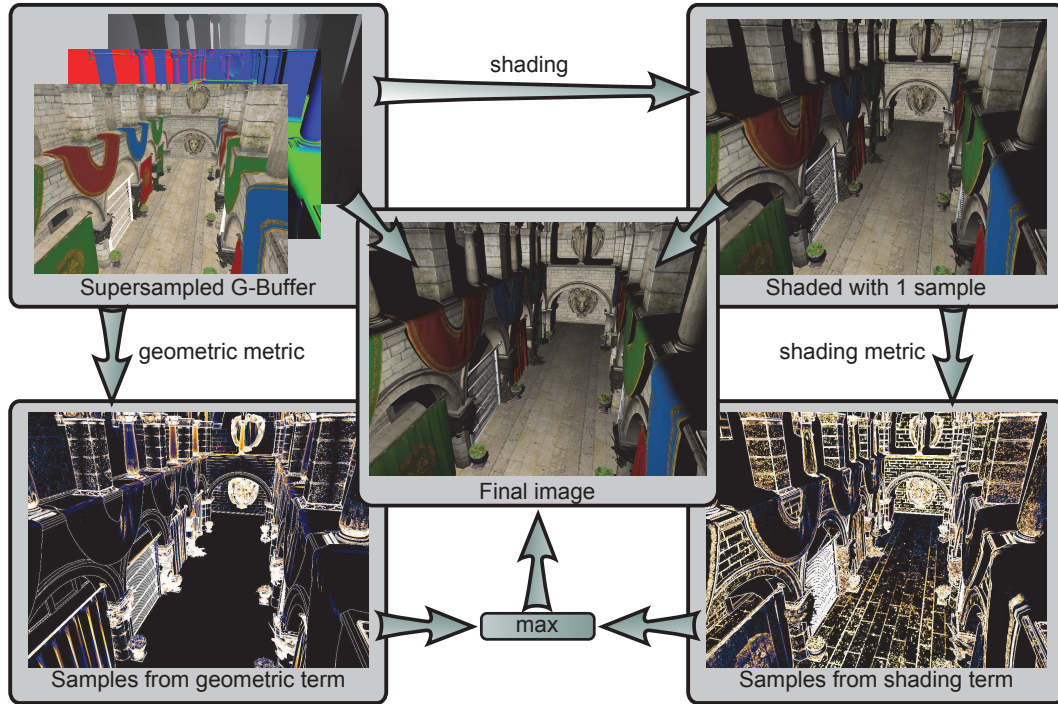 shading
Supersampled G-Buffer
Shaded with 1 sample
geometric metric
shading metric
Final image
max
Samples from geometric term
Samples from shading term